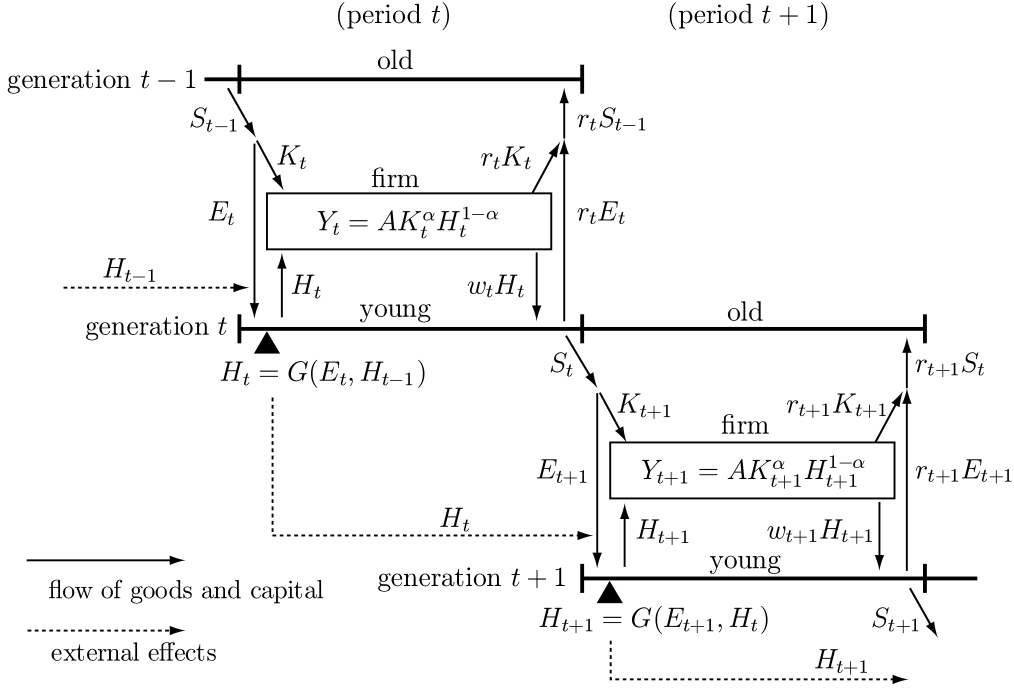 (period t) (period t + 1)
old
generation t − 1
S_{t−1} r_t S_{t−1}
K_t r_t K_t
firm
E_t Y_t = AK_t^α H_t^{1−α} r_t E_t
H_{t−1}
H_t w_t H_t
young old
generation t
S_t r_{t+1} S_t
H_t = G(E_t, H_{t−1})
K_{t+1} r_{t+1} K_{t+1}
firm
E_{t+1} Y_{t+1} = AK_{t+1}^α H_{t+1}^{1−α} r_{t+1} E_{t+1}
H_t
H_{t+1} w_{t+1} H_{t+1}
young
generation t + 1
flow of goods and capital
H_{t+1} = G(E_{t+1}, H_t) S_{t+1}
external effects
H_{t+1}